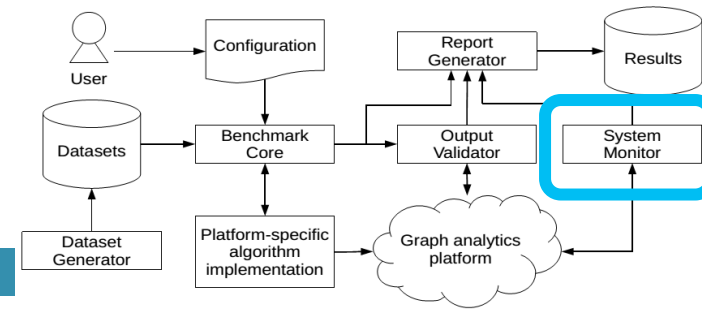 User
Configuration
Report
Generator
Results
Datasets
Benchmark
Core
Output
Validator
System
Monitor
Dataset
Generator
Platform-specific
algorithm
implementation
Graph analytics
platform